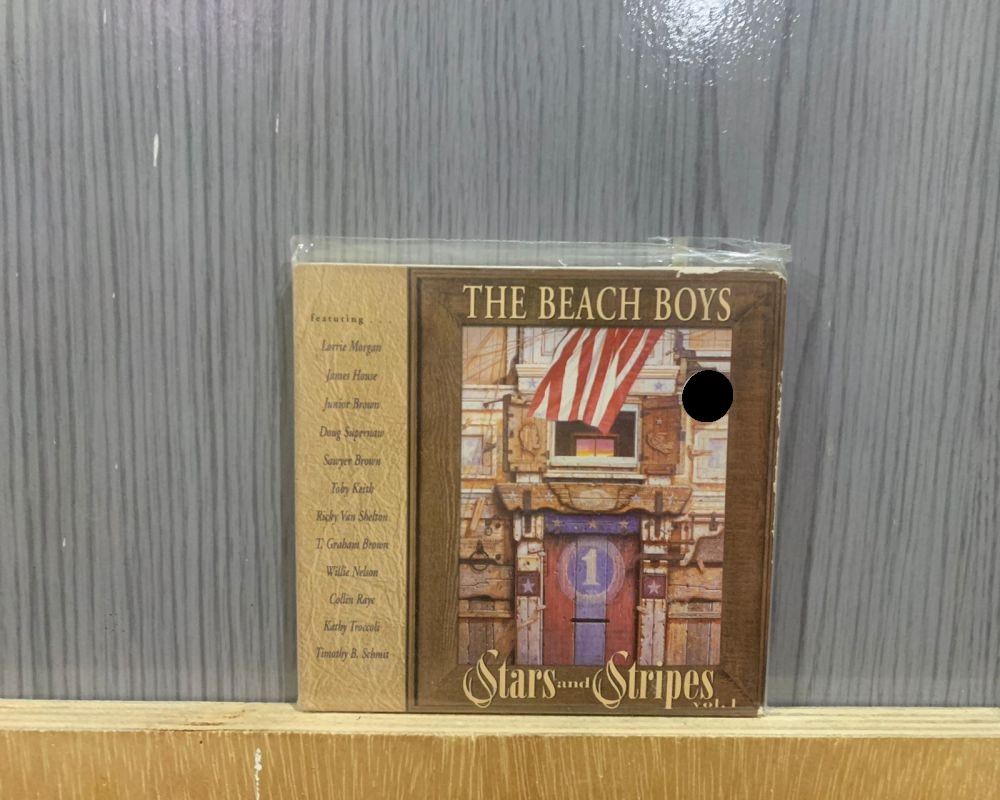 THE BEACH BOYS
featuring . . .
Lorrie Morgan
James House
Junior Brown
Doug Supernaw
Sawyer Brown
Toby Keith
Ricky Van Shelton
T. Graham Brown
Willie Nelson
Collin Raye
Kathy Troccoli
Timothy B. Schmit
1
Stars and Stripes
vol. 1